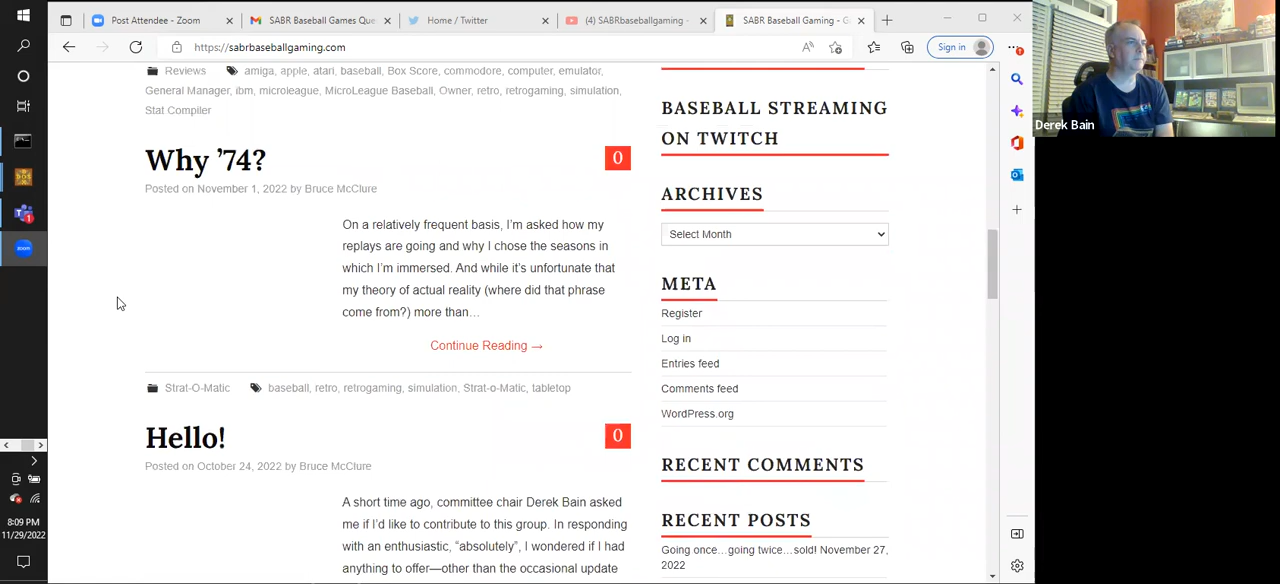 Post Attendee - Zoom
SABR Baseball Games Que
Home / Twitter
(4) SABRbaseballgaming -
SABR Baseball Gaming - G
https://sabrbaseballgaming.com
Sign in
Derek Bain
Reviews amiga, apple, atari, baseball, Box Score, commodore, computer, emulator,
General Manager, ibm, microleague, MicroLeague Baseball, Owner, retro, retrogaming, simulation,
Stat Compiler
Why ’74?
0
Posted on November 1, 2022 by Bruce McClure
On a relatively frequent basis, I’m asked how my
replays are going and why I chose the seasons in
which I’m immersed. And while it’s unfortunate that
my theory of actual reality (where did that phrase
come from?) more than…
Continue Reading →
Strat-O-Matic baseball, retro, retrogaming, simulation, Strat-o-Matic, tabletop
Hello!
0
Posted on October 24, 2022 by Bruce McClure
A short time ago, committee chair Derek Bain asked
me if I’d like to contribute to this group. In responding
with an enthusiastic, “absolutely”, I wondered if I had
anything to offer—other than the occasional update
BASEBALL STREAMING
ON TWITCH
ARCHIVES
Select Month
META
Register
Log in
Entries feed
Comments feed
WordPress.org
RECENT COMMENTS
RECENT POSTS
Going once…going twice…sold! November 27,
2022
zoom
8:09 PM
11/29/2022